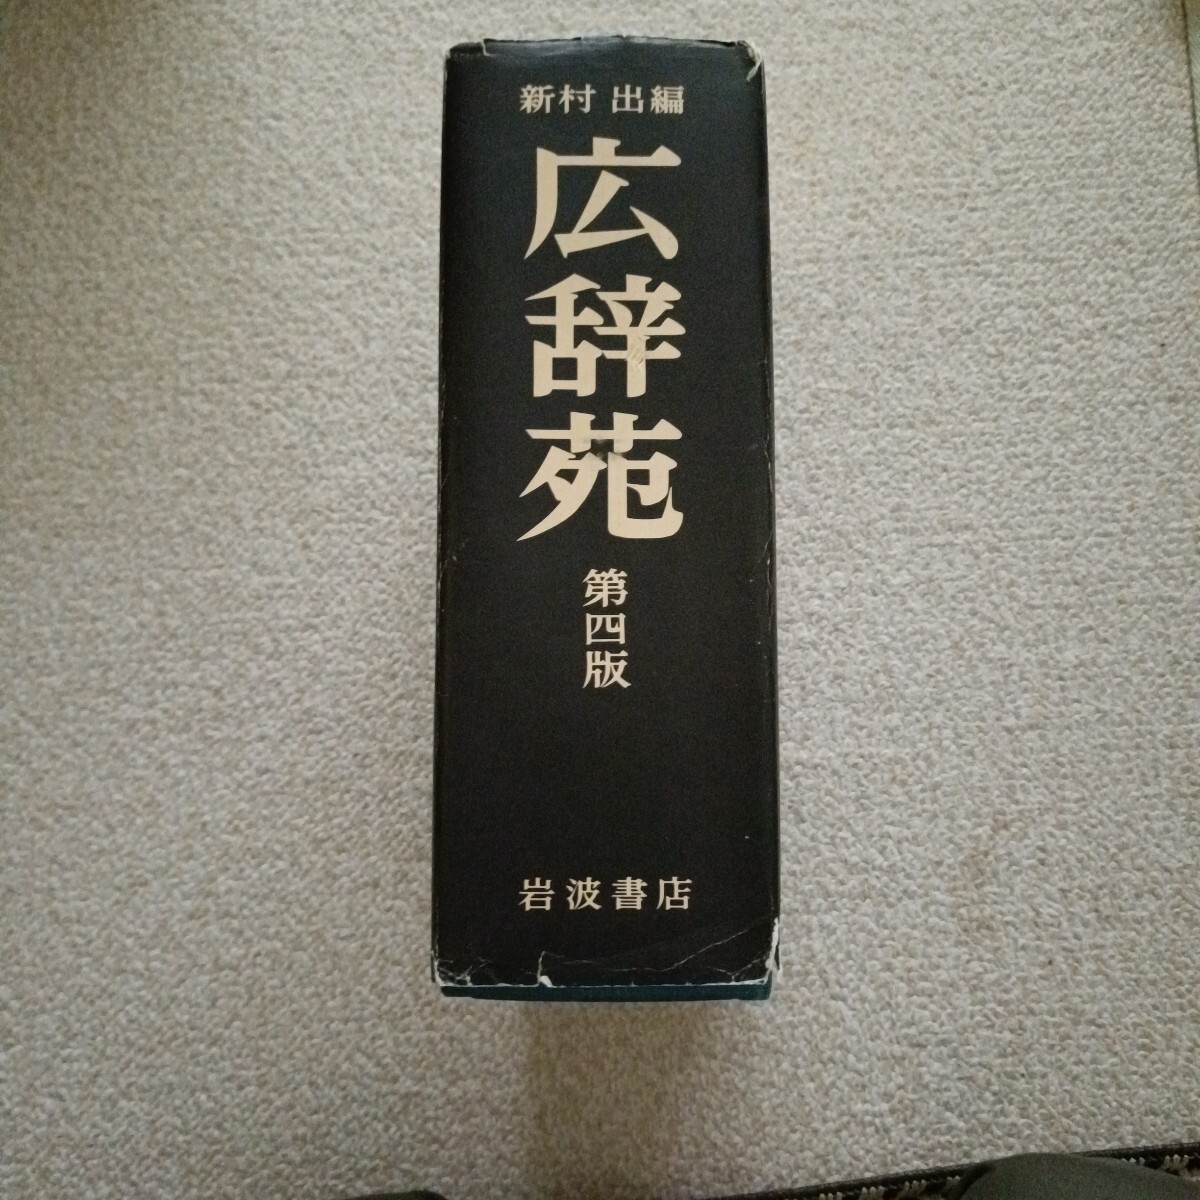 新村 出編
広辞苑
第四版
岩波書店